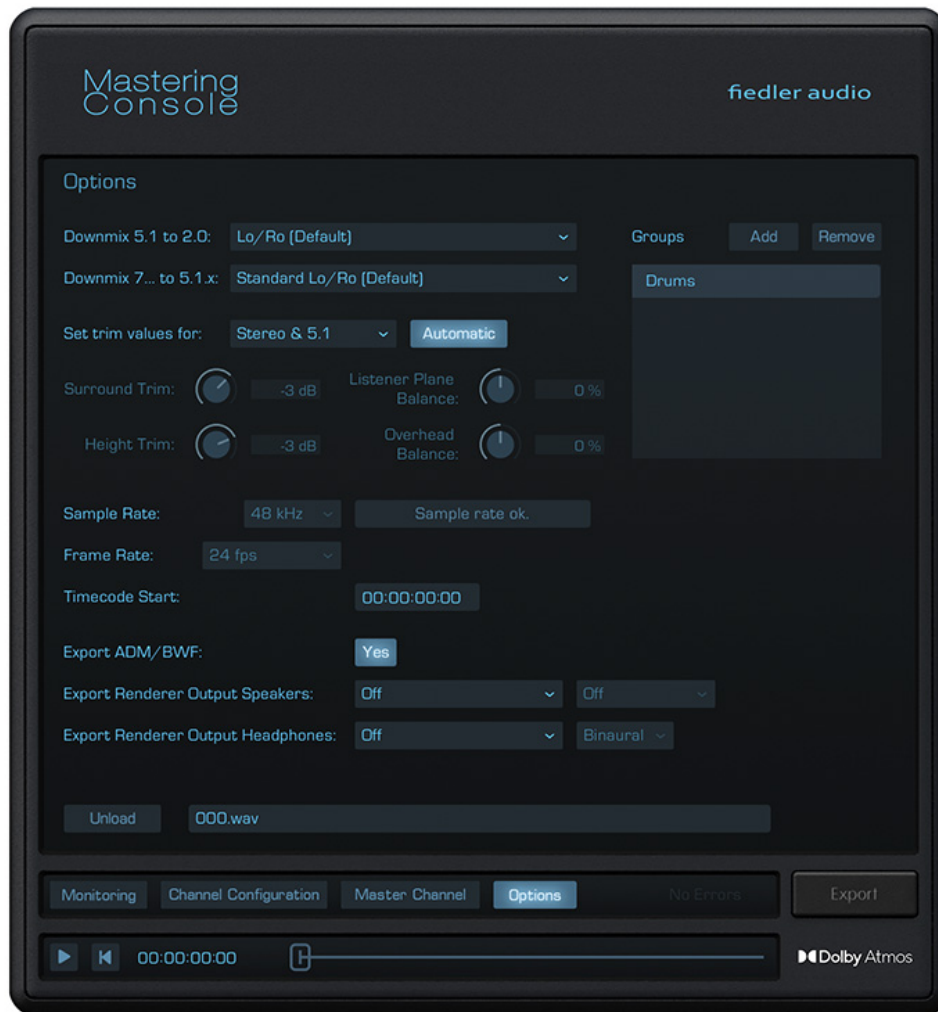 Mastering
Console
fiedler audio
Options
Downmix 5.1 to 2.0: Lo/Ro (Default)
Groups Add Remove
Downmix 7... to 5.1.x: Standard Lo/Ro (Default)
Drums
Set trim values for: Stereo & 5.1 Automatic
Surround Trim: -3 dB Listener Plane
Balance: 0 %
Height Trim: -3 dB Overhead
Balance: 0 %
Sample Rate: 48 kHz Sample rate ok.
Frame Rate: 24 fps
Timecode Start: 00:00:00:00
Export ADM/BWF: Yes
Export Renderer Output Speakers: Off Off
Export Renderer Output Headphones: Off Binaural
Unload 000.wav
Monitoring Channel Configuration Master Channel Options No Errors Export
00:00:00:00 Dolby Atmos